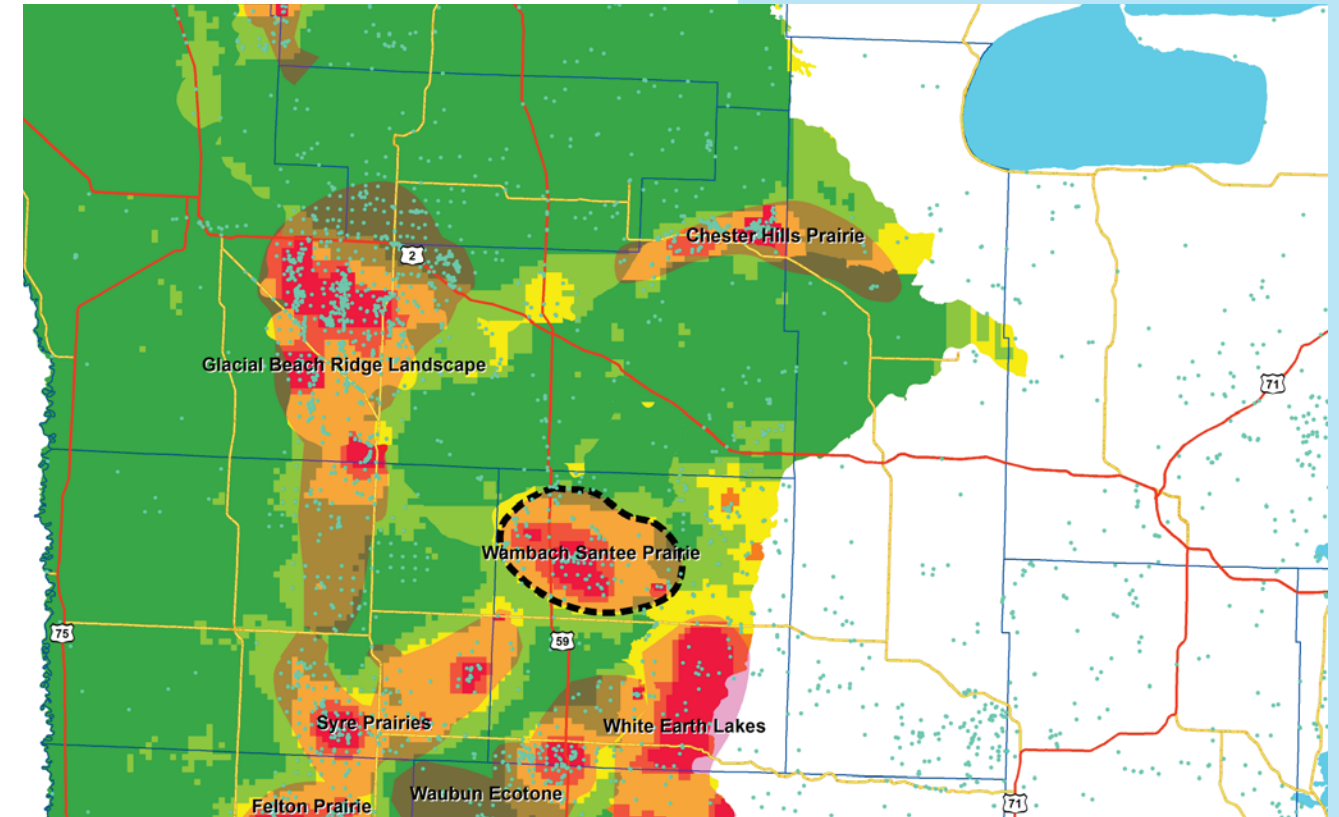 Chester Hills Prairie
2
Glacial Beach Ridge Landscape
71
Wambach Santee Prairie
75
59
Syre Prairies
White Earth Lakes
Waubun Ecotone
Felton Prairie
71